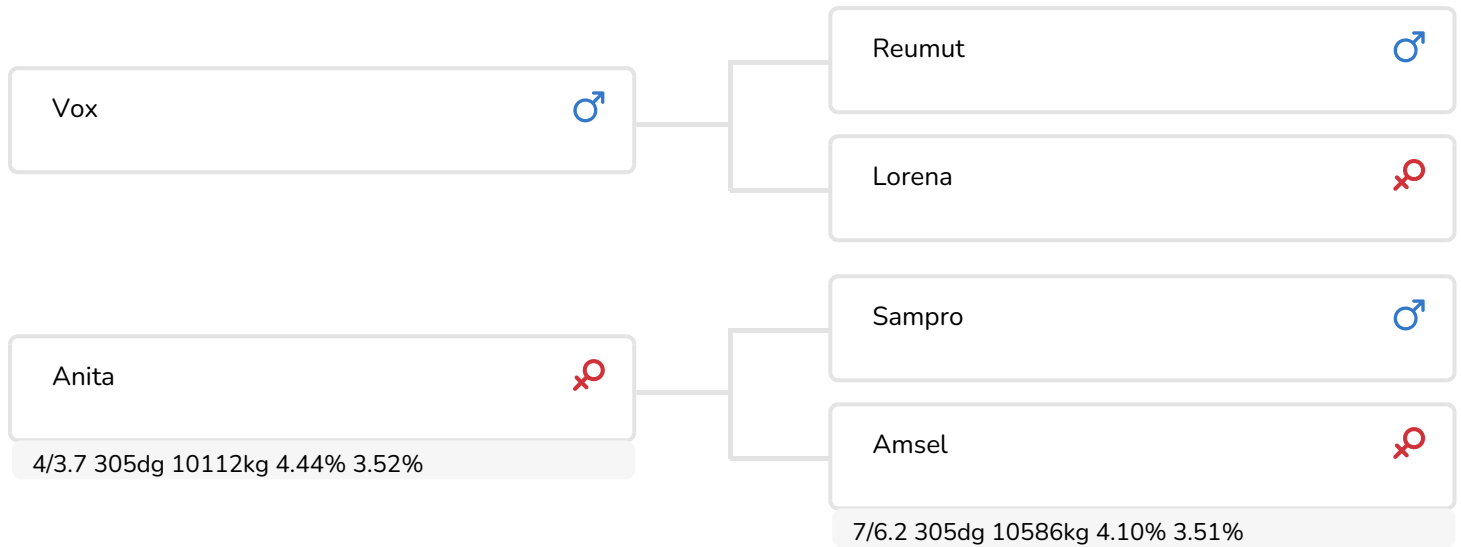 Vox
Reumut
Lorena
Anita
4/3.7 305dg 10112kg 4.44% 3.52%
Sampro
Amsel
7/6.2 305dg 10586kg 4.10% 3.51%